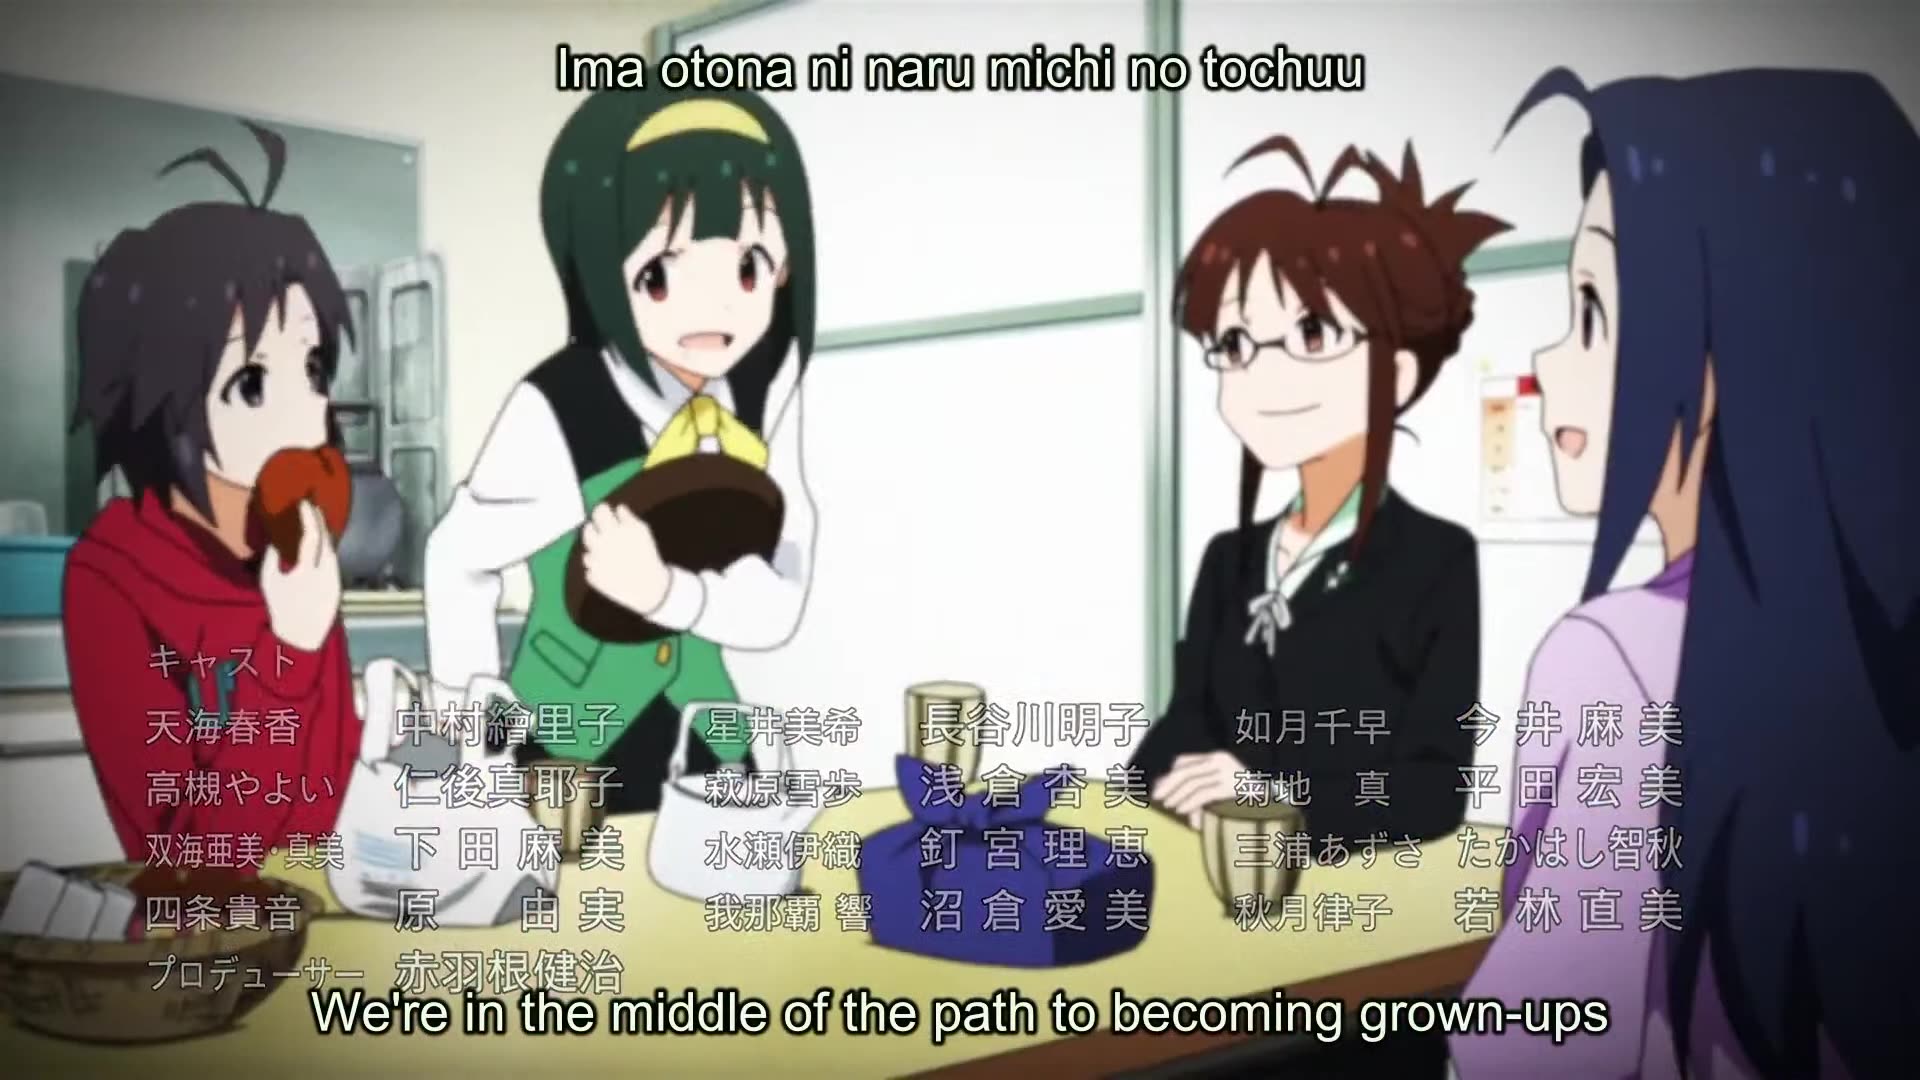 Ima otona ni naru michi no tochuu
キャスト
天海春香 中村繪里子 星井美希 長谷川明子 如月千早 今井麻美
高槻やよい 仁後真耶子 萩原雪歩 浅倉杏美 菊地 真 平田宏美
双海亜美・真美 下田麻美 水瀬伊織 釘宮理恵 三浦あずさ たかはし智秋
四条貴音 原由実 我那覇 響 沼倉愛美 秋月律子 若林直美
プロデューサー 赤羽根健治
We're in the middle of the path to becoming grown-ups